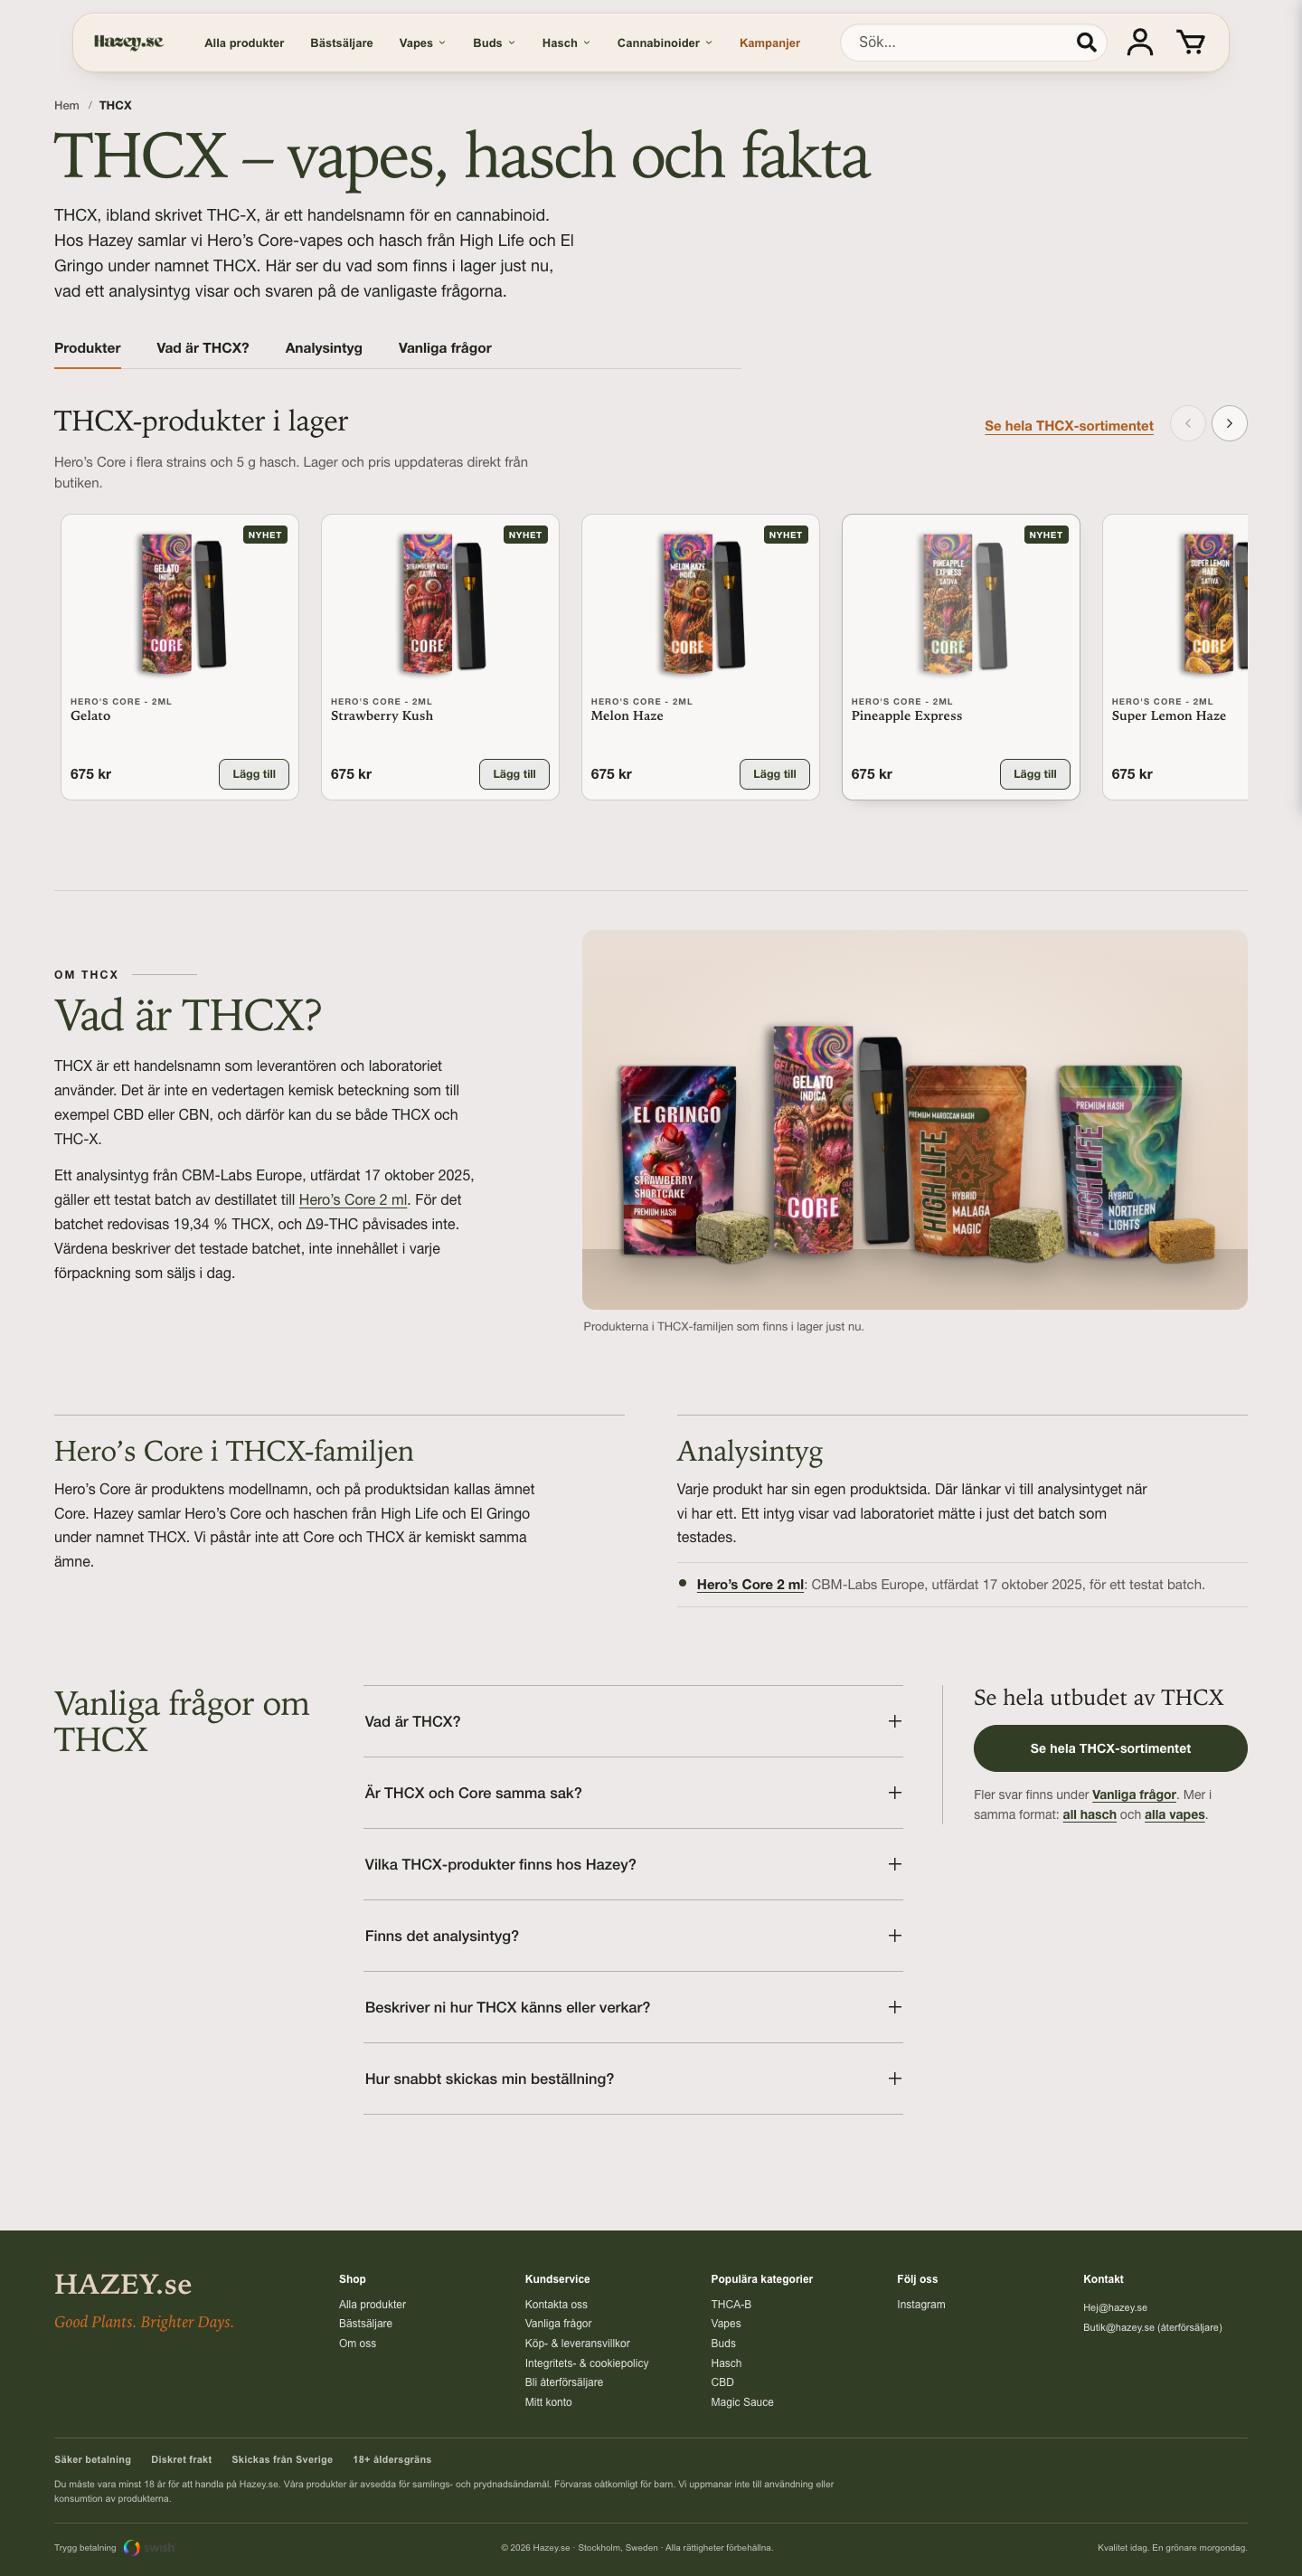 Hazey.se
Alla produkter
Bästsäljare
Vapes
Buds
Hasch
Cannabinoider
Kampanjer
Sök...
Hem / THCX
THCX – vapes, hasch och fakta
THCX, ibland skrivet THC-X, är ett handelsnamn för en cannabinoid.
Hos Hazey samlar vi Hero’s Core-vapes och hasch från High Life och El
Gringo under namnet THCX. Här ser du vad som finns i lager just nu,
vad ett analysintyg visar och svaren på de vanligaste frågorna.
Produkter
Vad är THCX?
Analysintyg
Vanliga frågor
THCX-produkter i lager
Se hela THCX-sortimentet
Hero’s Core i flera strains och 5 g hasch. Lager och pris uppdateras direkt från
butiken.
NYHET
GELATO
INDICA
CORE
HERO'S CORE - 2ML
Gelato
675 kr
Lägg till
NYHET
STRAWBERRY KUSH
SATIVA
CORE
HERO'S CORE - 2ML
Strawberry Kush
675 kr
Lägg till
NYHET
MELON HAZE
INDICA
CORE
HERO'S CORE - 2ML
Melon Haze
675 kr
Lägg till
NYHET
PINEAPPLE
EXPRESS
SATIVA
CORE
HERO'S CORE - 2ML
Pineapple Express
675 kr
Lägg till
SUPER LEMON
HAZE
SATIVA
CORE
HERO'S CORE - 2ML
Super Lemon Haze
675 kr
OM THCX
Vad är THCX?
THCX är ett handelsnamn som leverantören och laboratoriet
använder. Det är inte en vedertagen kemisk beteckning som till
exempel CBD eller CBN, och därför kan du se både THCX och
THC-X.
Ett analysintyg från CBM-Labs Europe, utfärdat 17 oktober 2025,
gäller ett testat batch av destillatet till Hero’s Core 2 ml. För det
batchet redovisas 19,34 % THCX, och Δ9-THC påvisades inte.
Värdena beskriver det testade batchet, inte innehållet i varje
förpackning som säljs i dag.
EL GRINGO
STRAWBERRY
SHORTCAKE
PREMIUM HASH
GELATO
GELATO
INDICA
CORE
PREMIUM MAROCCAN HASH
HIGH LIFE
HYBRID
MALAGA
MAGIC
PREMIUM HASH
HIGH LIFE
HYBRID
NORTHERN
LIGHTS
Produkterna i THCX-familjen som finns i lager just nu.
Hero’s Core i THCX-familjen
Hero’s Core är produktens modellnamn, och på produktsidan kallas ämnet
Core. Hazey samlar Hero’s Core och haschen från High Life och El Gringo
under namnet THCX. Vi påstår inte att Core och THCX är kemiskt samma
ämne.
Analysintyg
Varje produkt har sin egen produktsida. Där länkar vi till analysintyget när
vi har ett. Ett intyg visar vad laboratoriet mätte i just det batch som
testades.
Hero’s Core 2 ml: CBM-Labs Europe, utfärdat 17 oktober 2025, för ett testat batch.
Vanliga frågor om
THCX
Vad är THCX?
Är THCX och Core samma sak?
Vilka THCX-produkter finns hos Hazey?
Finns det analysintyg?
Beskriver ni hur THCX känns eller verkar?
Hur snabbt skickas min beställning?
Se hela utbudet av THCX
Se hela THCX-sortimentet
Fler svar finns under Vanliga frågor. Mer i
samma format: all hasch och alla vapes.
HAZEY.se
Good Plants. Brighter Days.
Shop
Alla produkter
Bästsäljare
Om oss
Kundservice
Kontakta oss
Vanliga frågor
Köp- & leveransvillkor
Integritets- & cookiepolicy
Bli återförsäljare
Mitt konto
Populära kategorier
THCA-B
Vapes
Buds
Hasch
CBD
Magic Sauce
Följ oss
Instagram
Kontakt
Hej@hazey.se
Butik@hazey.se (återförsäljare)
Säker betalning
Diskret frakt
Skickas från Sverige
18+ åldersgräns
Du måste vara minst 18 år för att handla på Hazey.se. Våra produkter är avsedda för samlings- och prydnadsändamål. Förvaras oåtkomligt för barn. Vi uppmanar inte till användning eller
konsumtion av produkterna.
Trygg betalning
swish
© 2026 Hazey.se · Stockholm, Sweden · Alla rättigheter förbehållna.
Kvalitet idag. En grönare morgondag.